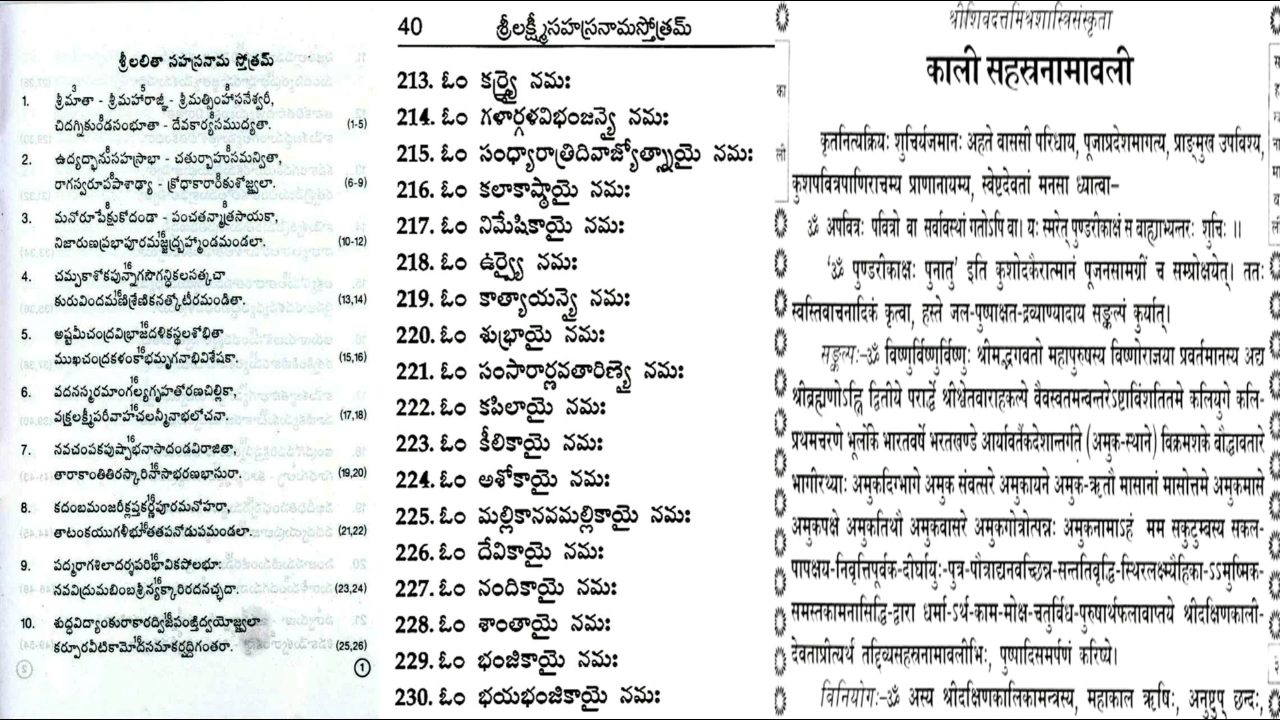 శ్రీలలితా సహస్రనామ స్తోత్రమ్
1. శ్రీమాతా - శ్రీమహారాజ్ఞి - శ్రీమత్సింహాసనేశ్వరీ,
చిదగ్నికుండసంభూతా - దేవకార్యసముద్యతా. (1-5)
2. ఉద్యద్భానుసహస్రాభా - చతుర్బాహుసమన్వితా,
రాగస్వరూపపాశాఢ్యా - క్రోధాకారాంకుశోజ్జ్వలా. (6-9)
3. మనోరూపేక్షుకోదండా - పంచతన్మాత్రసాయకా,
నిజారుణప్రభాపూరమజ్జద్బ్రహ్మాండమండలా. (10-12)
4. చమ్పకాశోకపున్నాగసౌగన్ధికలసత్కచా
కురువిందమణిశ్రేణికనత్కోటీరమండితా. (13,14)
5. అష్టమీచంద్రవిభ్రాజదళికస్థలశోభితా
ముఖచంద్రకళంకాభమృగనాభివిశేషకా. (15,16)
6. వదనస్మరమాంగల్యగృహతోరణచిల్లికా,
వక్త్రలక్ష్మీపరీవాహచలన్మీనాభలోచనా. (17,18)
7. నవచంపకపుష్పాభనాసాదండవిరాజితా,
తారాకాంతితిరస్కారినాసాభరణభాసురా. (19,20)
8. కదంబమంజరీక్లప్తకర్ణపూరమనోహరా,
తాటంకయుగళీభూతతపనోడుపమండలా. (21,22)
9. పద్మరాగశిలాదర్శపరిభావికపోలభూః
నవవిద్రుమబింబశ్రీన్యక్కారిరదనచ్ఛదా. (23,24)
10. శుద్ధవిద్యాంకురాకారద్విజపంక్తిద్వయోజ్జ్వలా
కర్పూరవీటికామోదసమాకర్షద్దిగంతరా. (25,26)
1
40 శ్రీలక్ష్మీసహస్రనామస్తోత్రమ్
213. ఓం కర్త్ర్యై నమః
214. ఓం గళార్గళవిభంజన్యై నమః
215. ఓం సంధ్యారాత్రిదివాజ్యోత్స్నాయై నమః
216. ఓం కలాకాష్ఠాయై నమః
217. ఓం నిమేషికాయై నమః
218. ఓం ఉర్వ్యై నమః
219. ఓం కాత్యాయన్యై నమః
220. ఓం శుభ్రాయై నమః
221. ఓం సంసారార్ణవతారిణ్యై నమః
222. ఓం కపిలాయై నమః
223. ఓం కీలికాయై నమః
224. ఓం అశోకాయై నమః
225. ఓం మల్లికానవమల్లికాయై నమః
226. ఓం దేవికాయై నమః
227. ఓం నందికాయై నమః
228. ఓం శాంతాయై నమః
229. ఓం భంజికాయై నమః
230. ఓం భయభంజికాయై నమః
श्रीशिवदत्तमिश्रशास्त्रिसंस्कृता
काली सहस्रनामावली
कृतनित्यक्रियः शुचिर्यजमानः अहते वाससी परिधाय, पूजाप्रदेशमागत्य, प्राङ्मुख उपविश्य,
कुशपवित्रपाणिराचम्य प्राणानायम्य, स्वेष्टदेवतां मनसा ध्यात्वा–
ॐ अपवित्रः पवित्रो वा सर्वावस्थां गतोऽपि वा। यः स्मरेत् पुण्डरीकाक्षं स बाह्याभ्यन्तरः शुचिः ।।
'ॐ पुण्डरीकाक्षः पुनातु' इति कुशोदकैरात्मानं पूजनसामग्रीं च सम्प्रोक्षयेत्। ततः
स्वस्तिवाचनादिकं कृत्वा, हस्ते जल-पुष्पाक्षत-द्रव्याण्यादाय सङ्कल्पं कुर्यात्।
सङ्कल्पः–ॐ विष्णुर्विष्णुर्विष्णुः श्रीमद्भगवतो महापुरुषस्य विष्णोराज्ञया प्रवर्तमानस्य अद्य
श्रीब्रह्मणोऽह्नि द्वितीये परार्द्धे श्रीश्वेतवाराहकल्पे वैवस्वतमन्वन्तरेऽष्टाविंशतितमे कलियुगे कलि-
प्रथमचरणे भूर्लोके भारतवर्षे भरतखण्डे आर्यावर्तैकदेशान्तर्गते (अमुक-स्थाने) विक्रमशके बौद्धावतारे
भागीरथ्याः अमुकदिग्भागे अमुक संवत्सरे अमुकायने अमुक-ऋतौ मासानां मासोत्तमे अमुकमासे
अमुकपक्षे अमुकतिथौ अमुकवासरे अमुकगोत्रोत्पन्नः अमुकनामाऽहं मम सकुटुम्बस्य सकल-
पापक्षय-निवृत्तिपूर्वक-दीर्घायुः-पुत्र-पौत्राद्यनवच्छिन्न-सन्ततिवृद्धि-स्थिरलक्ष्म्यैहिका-ऽऽमुष्मिक-
समस्तकामनासिद्धि-द्वारा धर्मा-ऽर्थ-काम-मोक्ष-चतुर्विध-पुरुषार्थफलावाप्तये श्रीदक्षिणकाली-
देवताप्रीत्यर्थं तद्दिव्यसहस्रनामावलीभिः, पुष्पादिसमर्पणं करिष्ये।
विनियोगः–ॐ अस्य श्रीदक्षिणकालिकामन्त्रस्य, महाकाल ऋषिः, अनुष्टुप् छन्दः,
का
ली